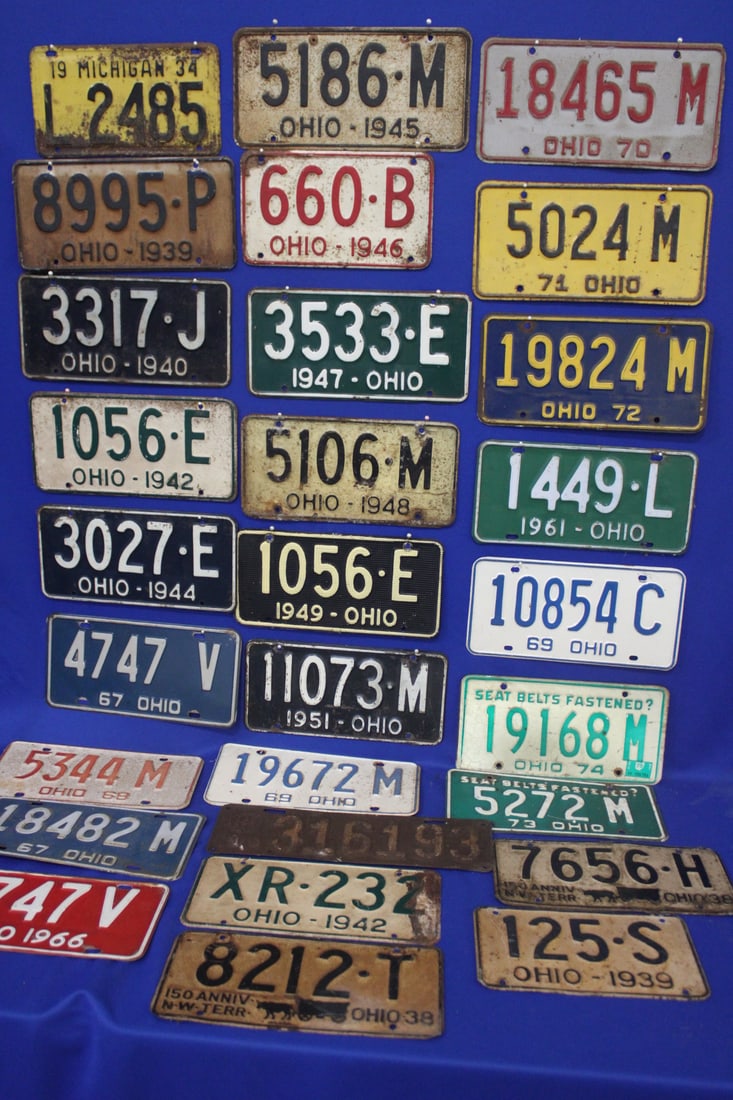 19 MICHIGAN 34
L 2485
5186·M
OHIO - 1945
18465 M
OHIO 70
8995·P
OHIO - 1939
660·B
OHIO - 1946
5024 M
71 OHIO
3317·J
OHIO - 1940
3533·E
1947 - OHIO
19824 M
OHIO 72
1056·E
OHIO - 1942
5106·M
OHIO - 1948
1449·L
1961 - OHIO
3027·E
OHIO - 1944
1056·E
1949 - OHIO
10854 C
69 OHIO
4747 V
67 OHIO
11073·M
1951 - OHIO
SEAT BELTS FASTENED?
19168 M
OHIO 74
5344 M
OHIO 68
19672 M
69 OHIO
SEAT BELTS FASTENED?
5272 M
73 OHIO
18482 M
67 OHIO
316193
7656·H
150 ANNIV
N·W·TERR·
OHIO 38
747 V
O 1966
XR·232
OHIO - 1942
125·S
OHIO - 1939
8212·T
150 ANNIV·
N·W·TERR·
OHIO·38